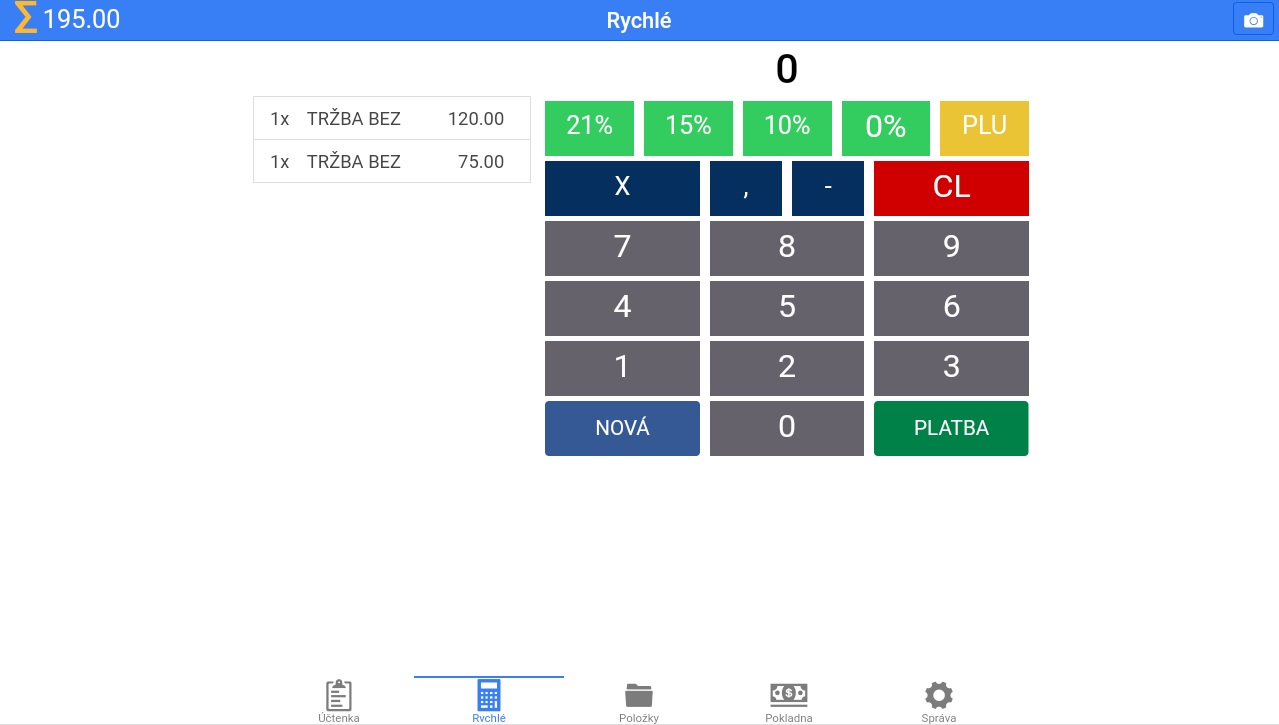 Σ 195.00
Rychlé
0
1x TRŽBA BEZ 120.00
1x TRŽBA BEZ 75.00
21% 15% 10% 0% PLU
X , - CL
7 8 9
4 5 6
1 2 3
NOVÁ 0 PLATBA
Účtenka Rychlé Položky Pokladna Správa